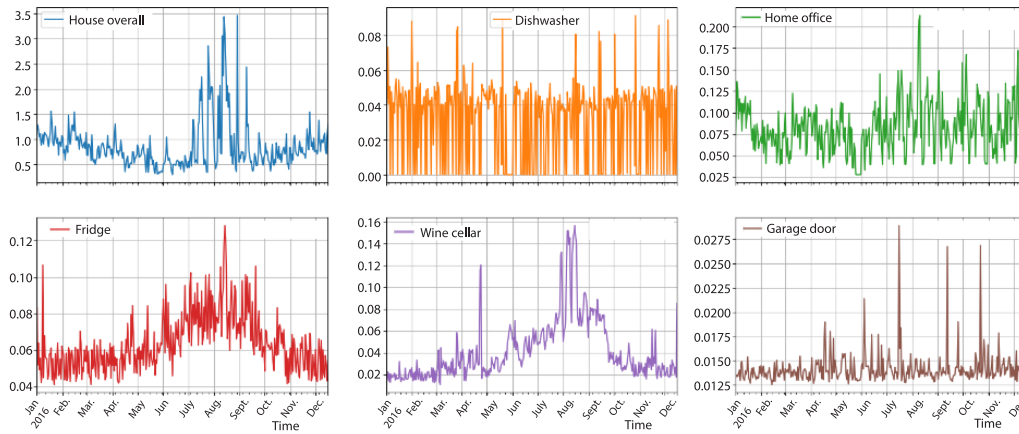 House overall
3.5
3.0
2.5
2.0
1.5
1.0
0.5
Dishwasher
0.08
0.06
0.04
0.02
0.00
Home office
0.200
0.175
0.150
0.125
0.100
0.075
0.050
0.025
Fridge
0.12
0.10
0.08
0.06
0.04
Jan 2016
Feb.
Mar.
Apr.
May
June
July
Aug.
Sept.
Oct.
Nov.
Dec.
Time
Wine cellar
0.16
0.14
0.12
0.10
0.08
0.06
0.04
0.02
Jan 2016
Feb.
Mar.
Apr.
May
Jun
July
Aug.
Sept.
Oct.
Nov.
Dec.
Time
Garage door
0.0275
0.0250
0.0225
0.0200
0.0175
0.0150
0.0125
Jan 2016
Feb.
Mar.
Apr.
May
Jun
July
Aug.
Sept.
Oct.
Nov.
De
Time